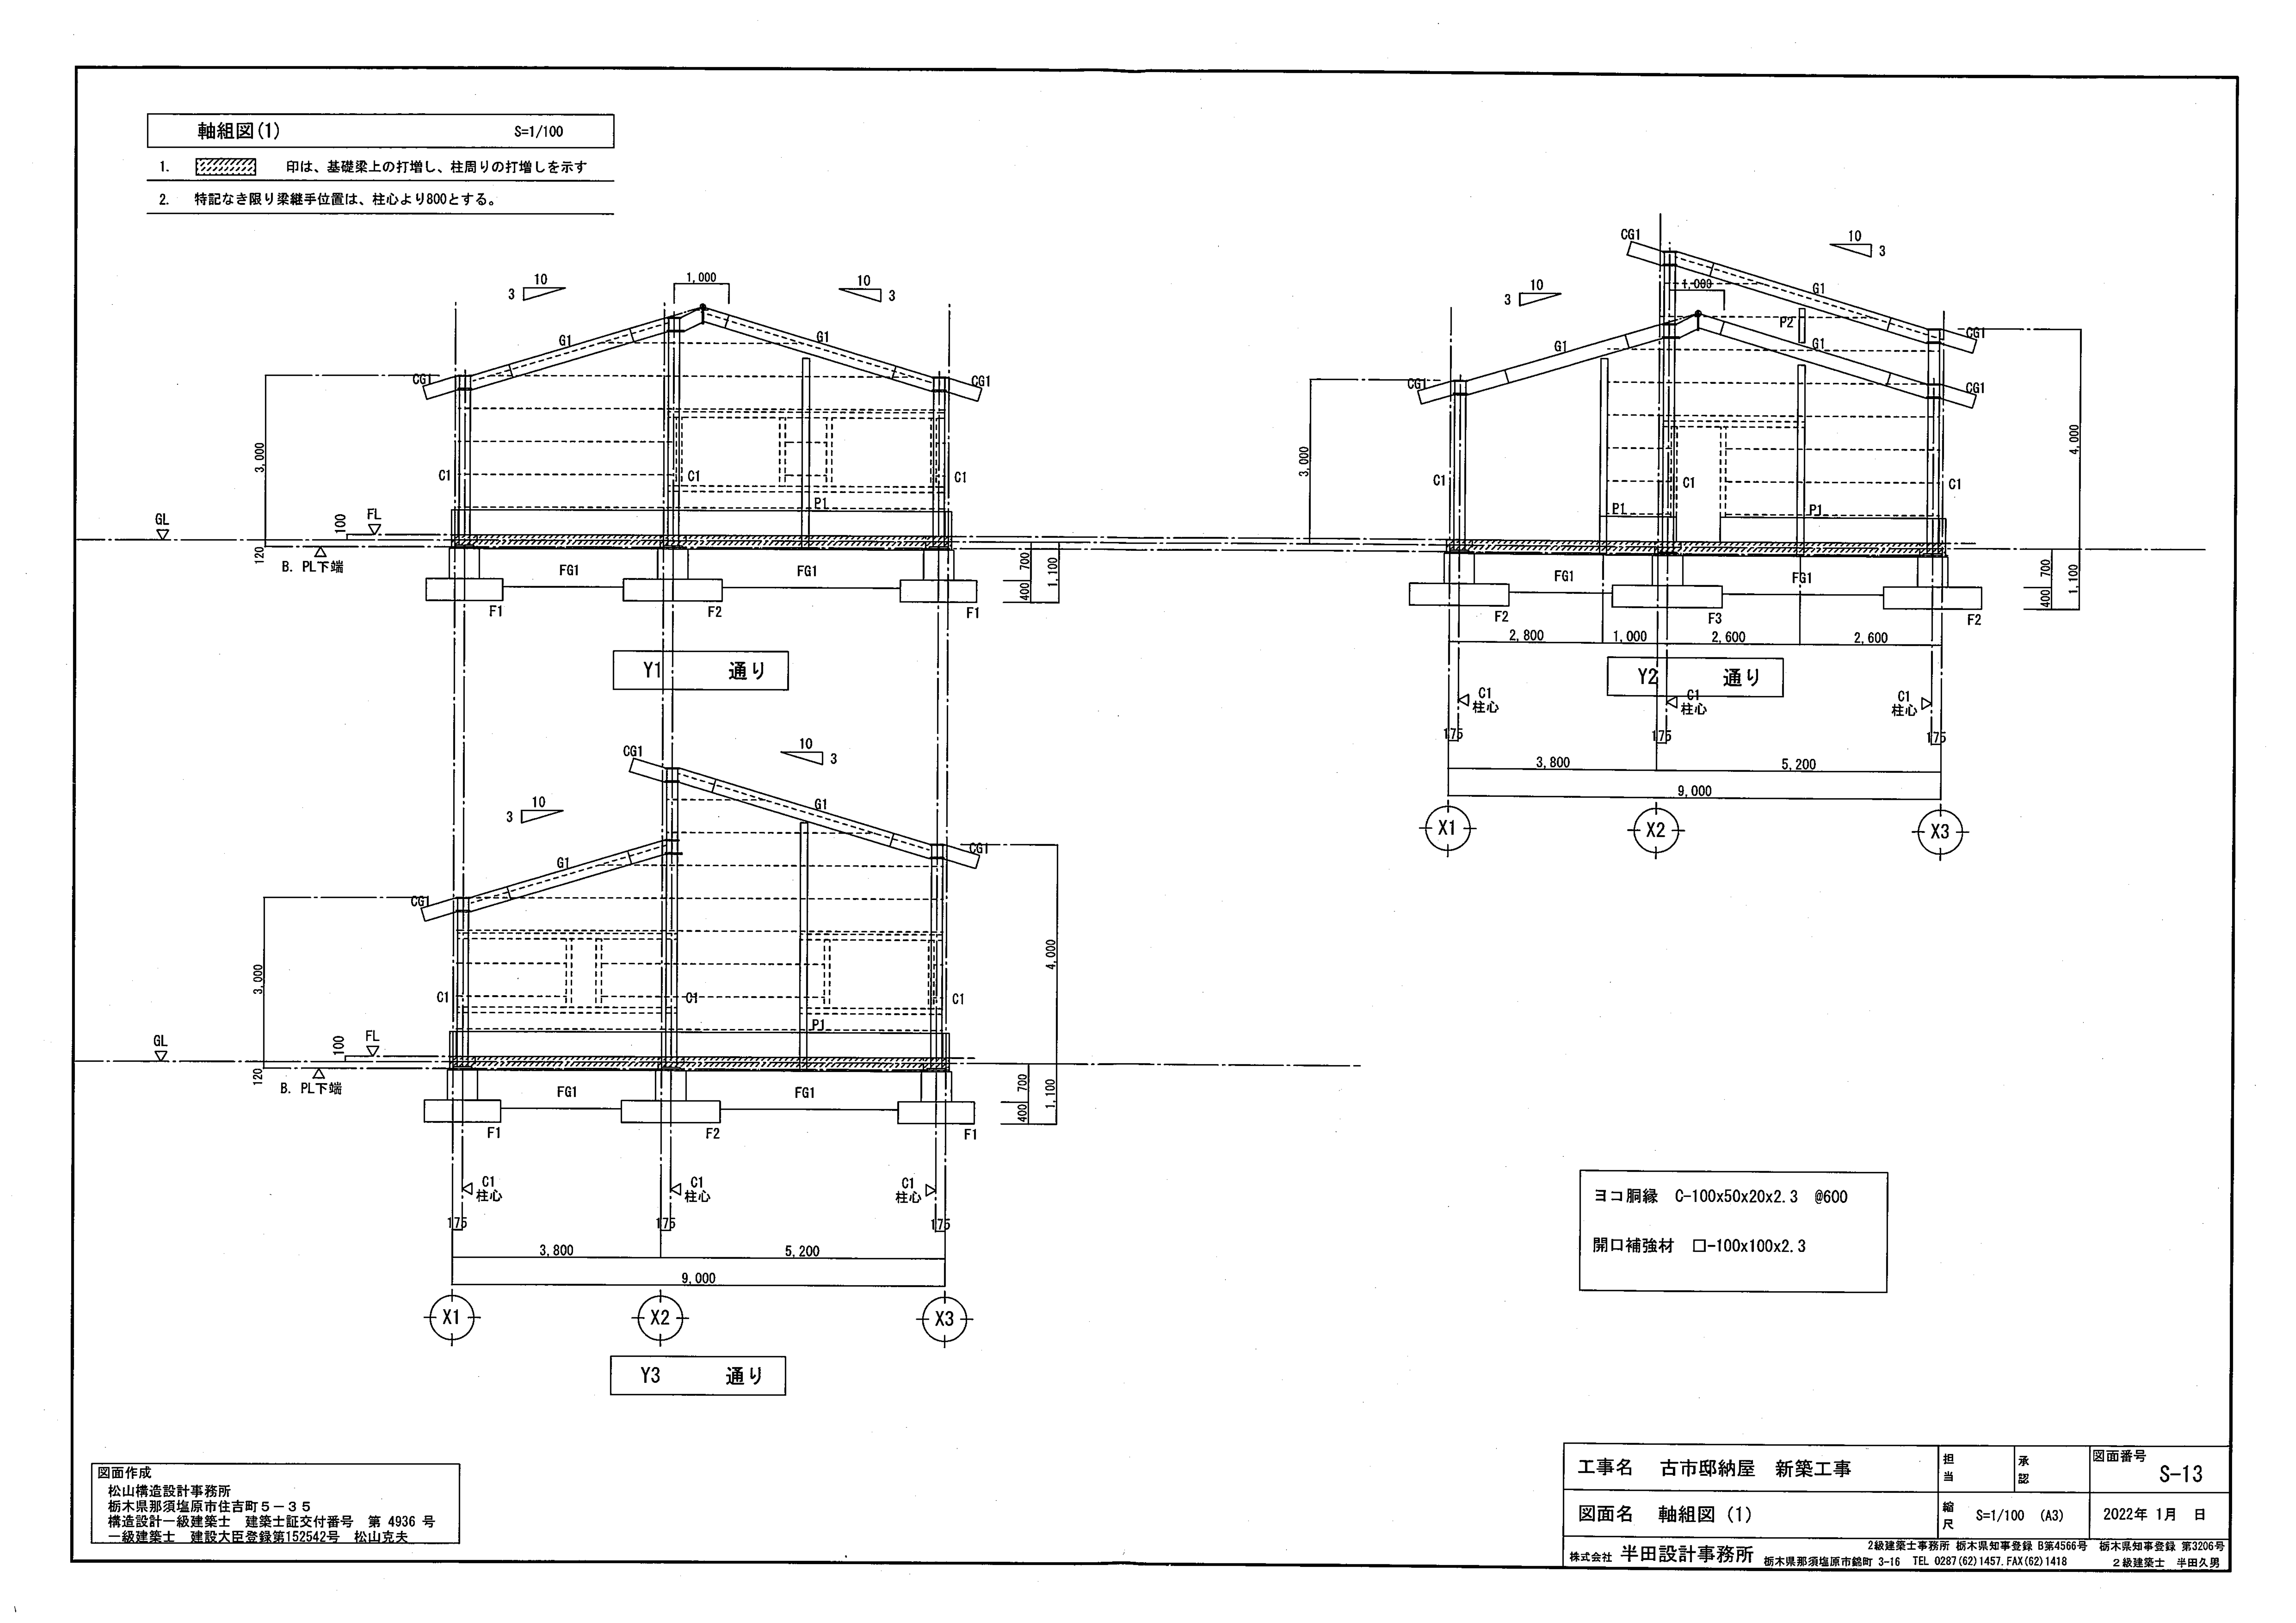 軸組図(1) S=1/100
1. 印は、基礎梁上の打増し、柱周りの打増しを示す
2. 特記なき限り梁継手位置は、柱心より800とする。
10
3
1,000
10
3
G1
G1
CG1
CG1
3,000
C1
C1
C1
P1
GL
FL
100
120
B. PL下端
FG1
FG1
700
400
1,100
F1
F2
F1
Y1 通り
CG1
10
3
10
3
1,000
G1
P2
CG1
G1
G1
CG1
CG1
3,000
4,000
C1
C1
C1
P1
P1
FG1
FG1
700
400
1,100
F2
F3
F2
2,800
1,000
2,600
2,600
Y2 通り
C1
柱心
C1
柱心
C1
柱心
175
175
175
3,800
5,200
9,000
X1
X2
X3
CG1
10
3
10
3
G1
G1
CG1
CG1
3,000
4,000
C1
C1
C1
P1
GL
FL
100
120
B. PL下端
FG1
FG1
700
400
1,100
F1
F2
F1
C1
柱心
C1
柱心
C1
柱心
175
175
175
3,800
5,200
9,000
X1
X2
X3
Y3 通り
ヨコ胴縁 C-100x50x20x2.3 @600
開口補強材 □-100x100x2.3
図面作成
松山構造設計事務所
栃木県那須塩原市住吉町5－35
構造設計一級建築士 建築士証交付番号 第 4936 号
一級建築士 建設大臣登録第152542号 松山克夫
工事名 古市邸納屋 新築工事
担当
承認
図面番号
S-13
図面名 軸組図 (1)
縮尺
S=1/100 (A3)
2022年 1月 日
株式会社 半田設計事務所
2級建築士事務所 栃木県知事登録 B第4566号 栃木県知事登録 第3206号
栃木県那須塩原市錦町 3-16 TEL 0287(62)1457.FAX(62)1418 2級建築士 半田久男